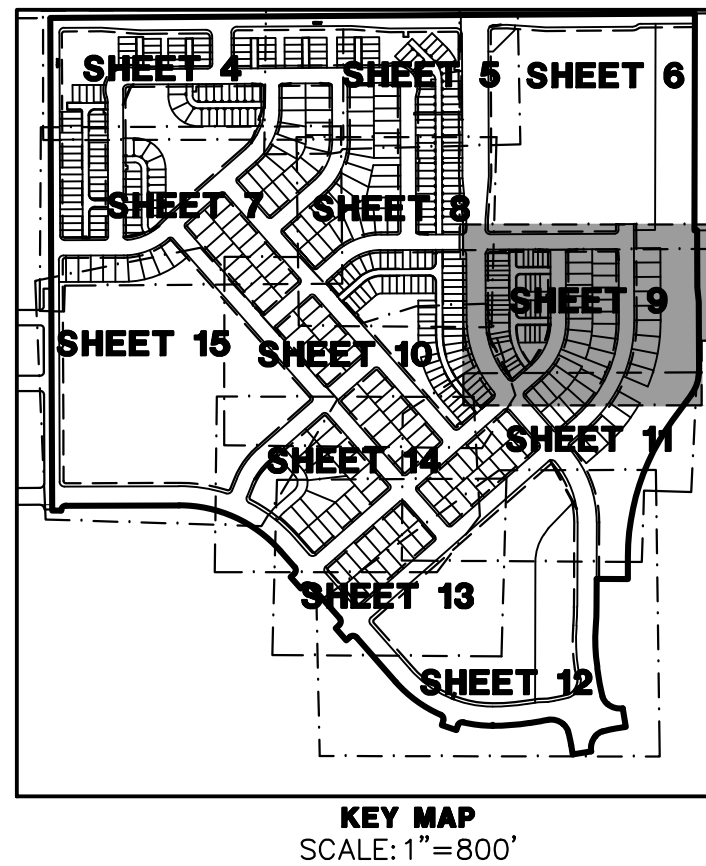 SHEET 4
SHEET 5
SHEET 6
SHEET 7
SHEET 8
SHEET 9
SHEET 15
SHEET 10
SHEET 11
SHEET 14
SHEET 13
SHEET 12
KEY MAP
SCALE: 1"=800'